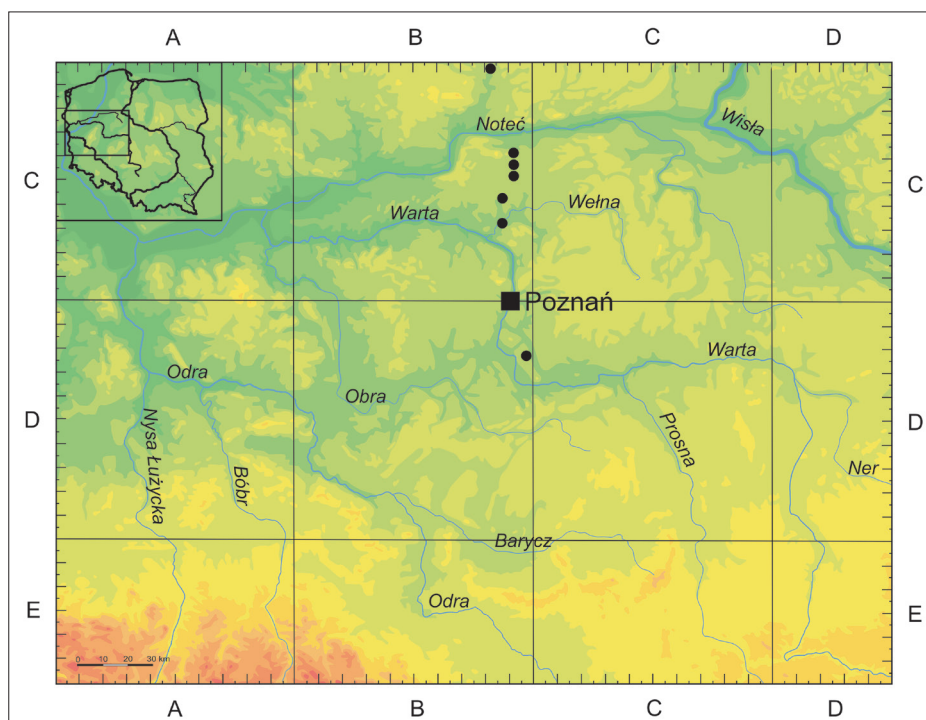 A B C D
C C
D D
E E
Noteć
Wisła
Wełna
Warta
Poznań
Warta
Odra
Obra
Nysa Łużycka
Bóbr
Prosna
Ner
Barycz
Odra
0 10 20 30 km
A B C D